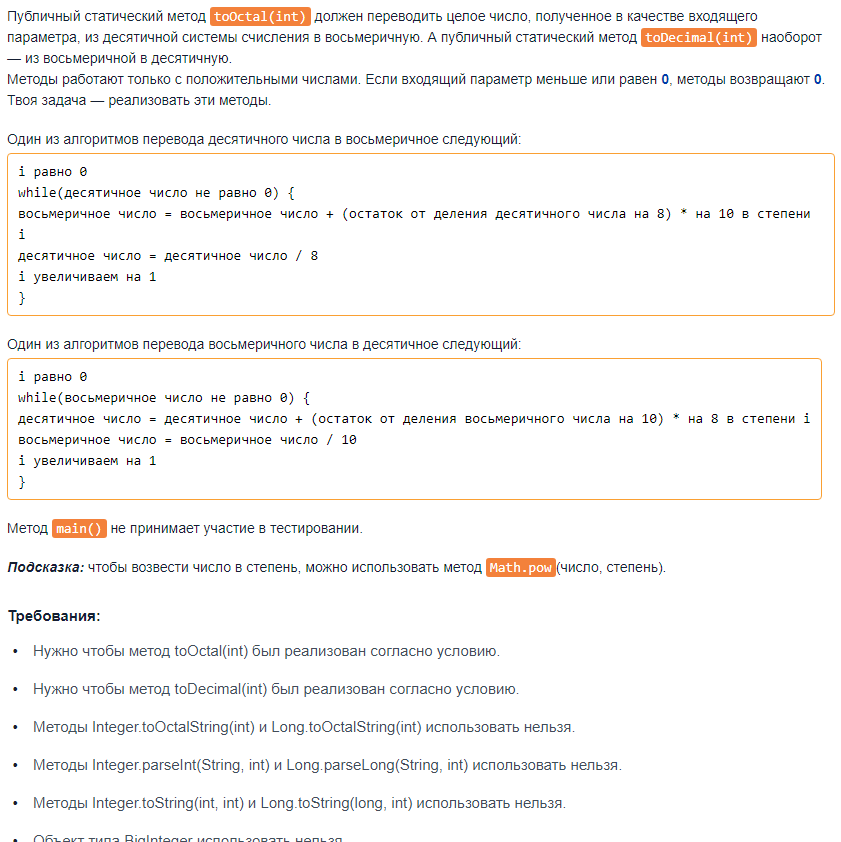 Публичный статический метод toOctal(int) должен переводить целое число, полученное в качестве входящего
параметра, из десятичной системы счисления в восьмеричную. А публичный статический метод toDecimal(int) наоборот
— из восьмеричной в десятичную.
Методы работают только с положительными числами. Если входящий параметр меньше или равен 0, методы возвращают 0.
Твоя задача — реализовать эти методы.
Один из алгоритмов перевода десятичного числа в восьмеричное следующий:
i равно 0
while(десятичное число не равно 0) {
восьмеричное число = восьмеричное число + (остаток от деления десятичного числа на 8) * на 10 в степени
i
десятичное число = десятичное число / 8
i увеличиваем на 1
}
Один из алгоритмов перевода восьмеричного числа в десятичное следующий:
i равно 0
while(восьмеричное число не равно 0) {
десятичное число = десятичное число + (остаток от деления восьмеричного числа на 10) * на 8 в степени i
восьмеричное число = восьмеричное число / 10
i увеличиваем на 1
}
Метод main() не принимает участие в тестировании.
Подсказка: чтобы возвести число в степень, можно использовать метод Math.pow(число, степень).
Требования:
• Нужно чтобы метод toOctal(int) был реализован согласно условию.
• Нужно чтобы метод toDecimal(int) был реализован согласно условию.
• Методы Integer.toOctalString(int) и Long.toOctalString(int) использовать нельзя.
• Методы Integer.parseInt(String, int) и Long.parseLong(String, int) использовать нельзя.
• Методы Integer.toString(int, int) и Long.toString(long, int) использовать нельзя.
• Объект типа BigInteger использовать нельзя.